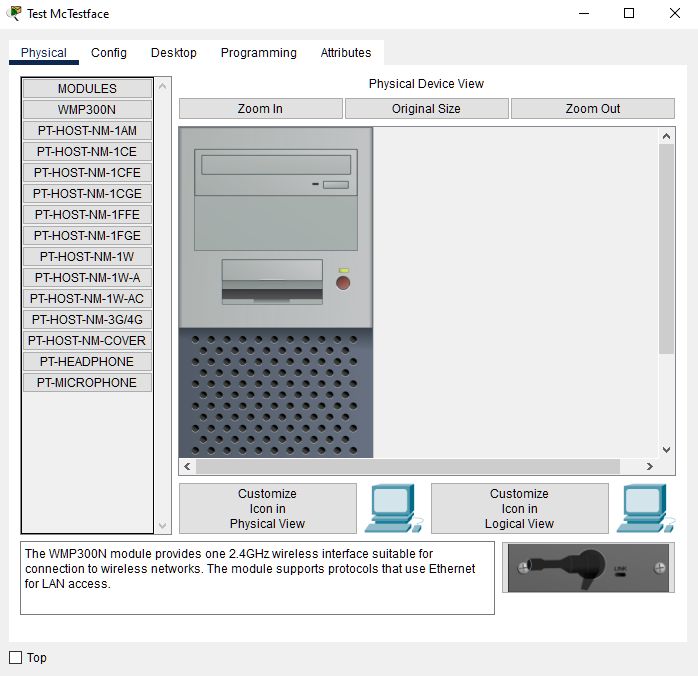 Test McTestface
Physical Config Desktop Programming Attributes
MODULES
WMP300N
PT-HOST-NM-1AM
PT-HOST-NM-1CE
PT-HOST-NM-1CFE
PT-HOST-NM-1CGE
PT-HOST-NM-1FFE
PT-HOST-NM-1FGE
PT-HOST-NM-1W
PT-HOST-NM-1W-A
PT-HOST-NM-1W-AC
PT-HOST-NM-3G/4G
PT-HOST-NM-COVER
PT-HEADPHONE
PT-MICROPHONE
Physical Device View
Zoom In Original Size Zoom Out
Customize
Icon in
Physical View
Customize
Icon in
Logical View
The WMP300N module provides one 2.4GHz wireless interface suitable for
connection to wireless networks. The module supports protocols that use Ethernet
for LAN access.
LINK
Top